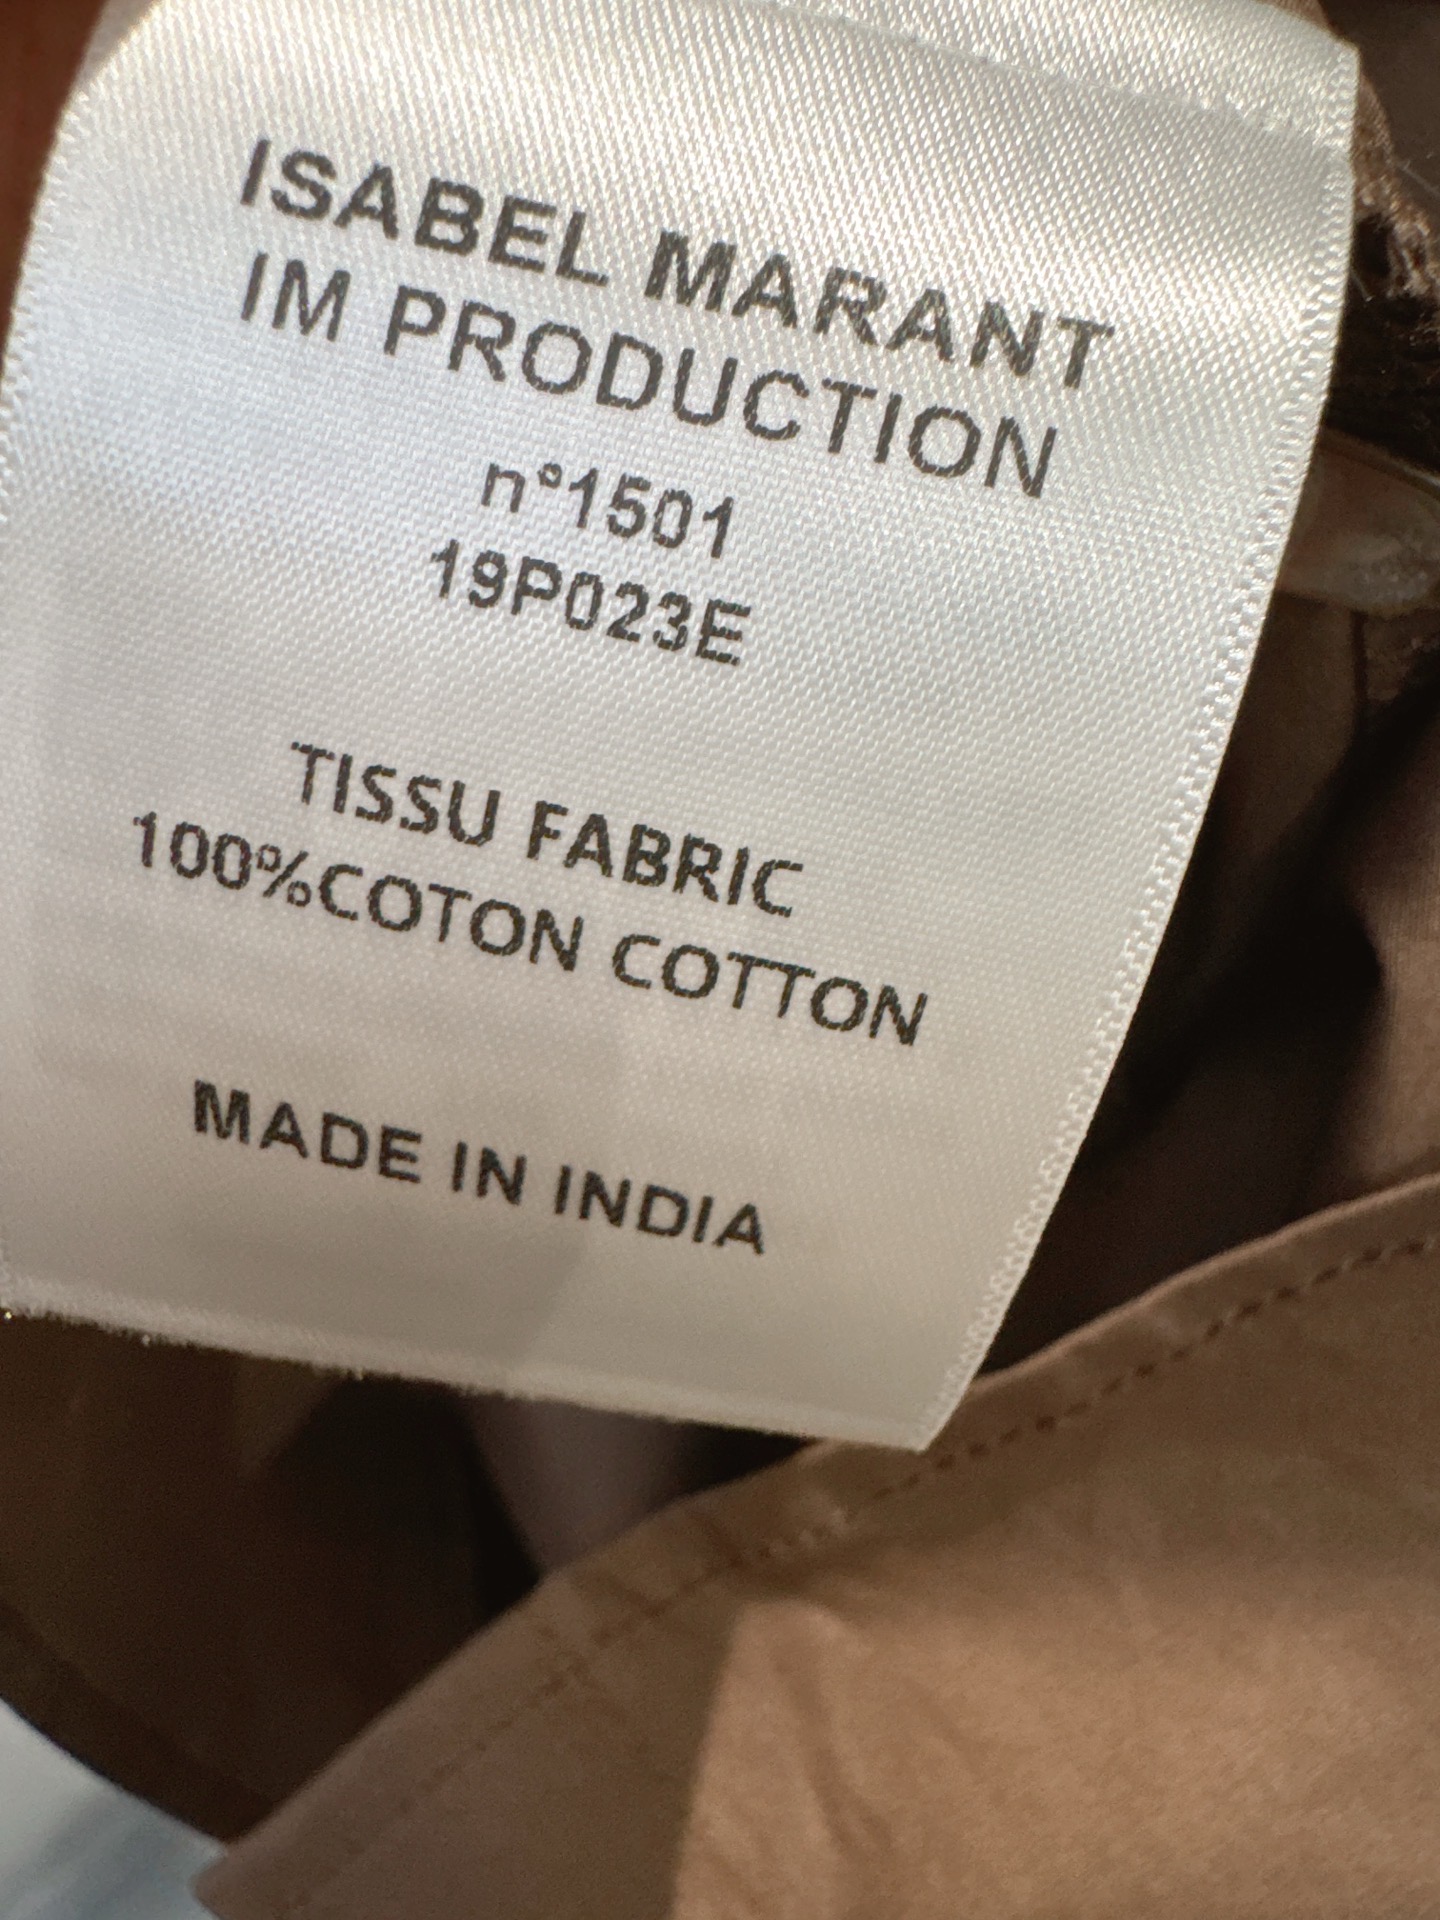 ISABEL MARANT
IM PRODUCTION
n°1501
19P023E
TISSU FABRIC
100%COTON COTTON
MADE IN INDIA